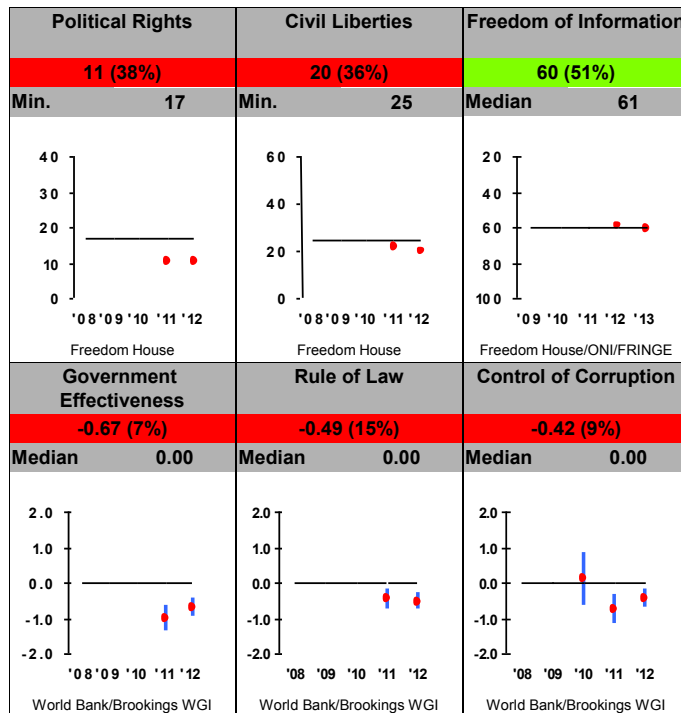 Political Rights
11 (38%)
Min. 17
40
30
20
10
0
'08 '09 '10 '11 '12
Freedom House
Civil Liberties
20 (36%)
Min. 25
60
40
20
0
'08 '09 '10 '11 '12
Freedom House
Freedom of Information
60 (51%)
Median 61
20
40
60
80
100
'09 '10 '11 '12 '13
Freedom House/ONI/FRINGE
Government
Effectiveness
-0.67 (7%)
Median 0.00
2.0
1.0
0.0
-1.0
-2.0
'08 '09 '10 '11 '12
World Bank/Brookings WGI
Rule of Law
-0.49 (15%)
Median 0.00
2.0
1.0
0.0
-1.0
-2.0
'08 '09 '10 '11 '12
World Bank/Brookings WGI
Control of Corruption
-0.42 (9%)
Median 0.00
2.0
1.0
0.0
-1.0
-2.0
'08 '09 '10 '11 '12
World Bank/Brookings WGI